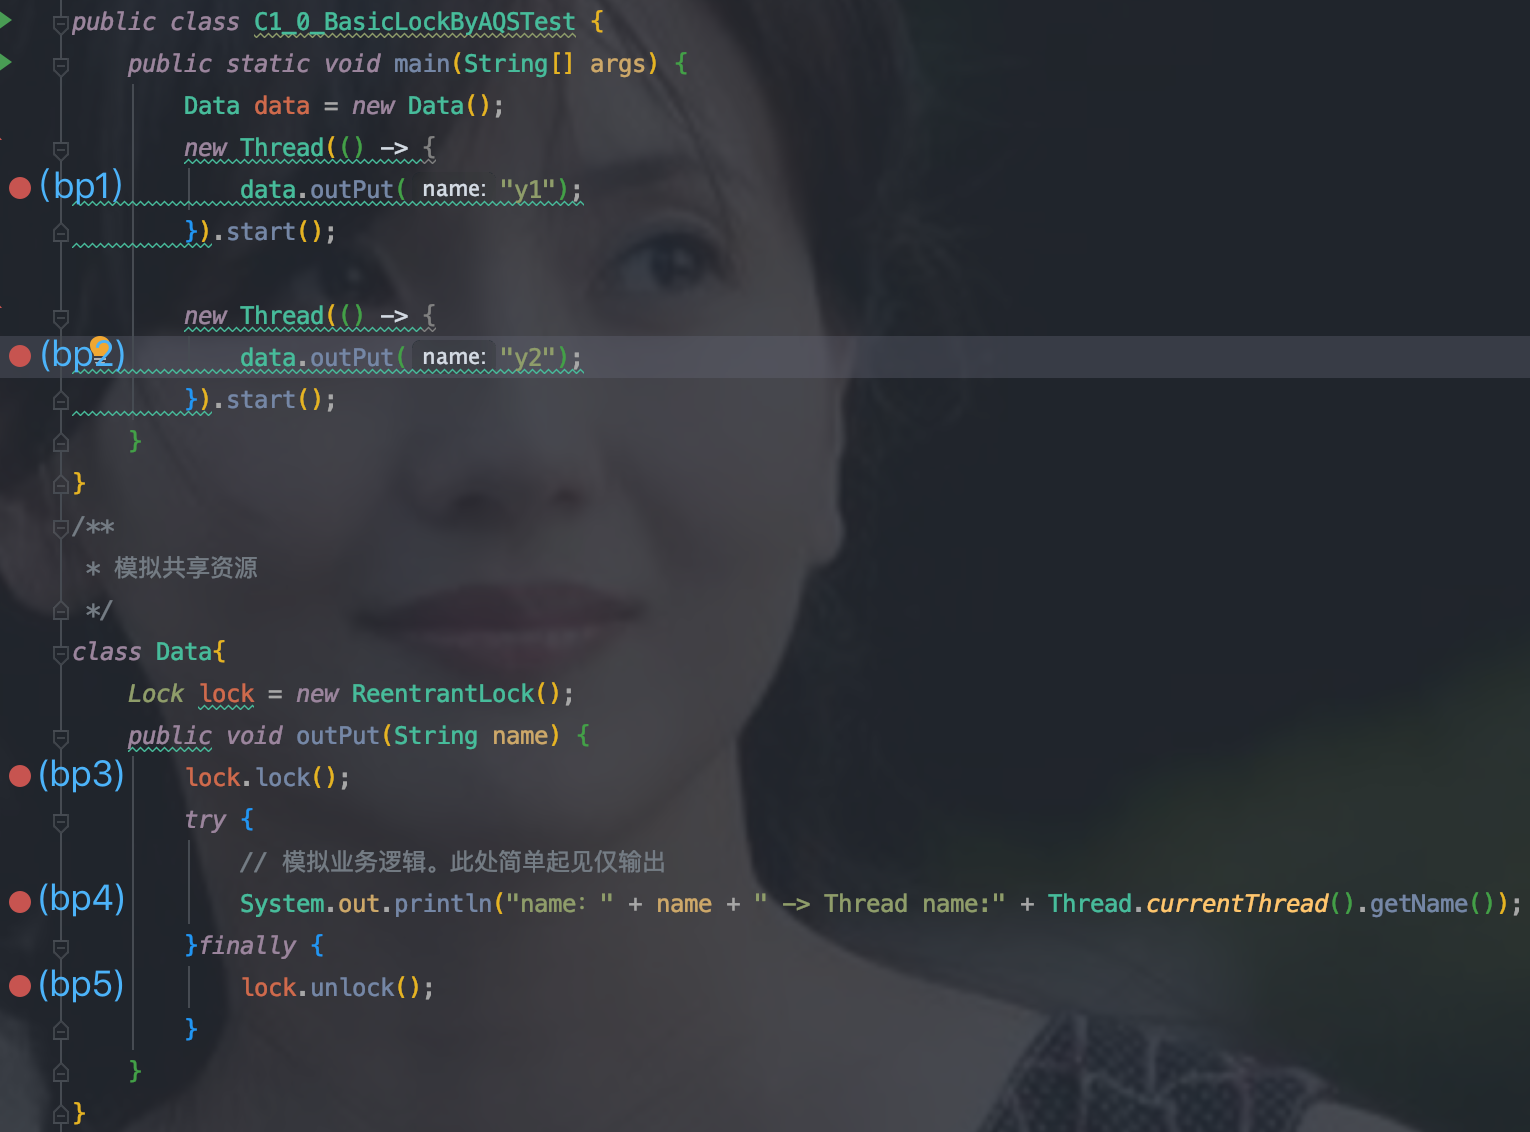 public class C1_0_BasicLockByAQSTest {
public static void main(String[] args) {
Data data = new Data();
new Thread(() -> {
(bp1) data.outPut( name: "y1");
}).start();
new Thread(() -> {
(bp2) data.outPut( name: "y2");
}).start();
}
}
/**
* 模拟共享资源
*/
class Data{
Lock lock = new ReentrantLock();
public void outPut(String name) {
(bp3) lock.lock();
try {
// 模拟业务逻辑。此处简单起见仅输出
(bp4) System.out.println("name: " + name + " -> Thread name:" + Thread.currentThread().getName());
}finally {
(bp5) lock.unlock();
}
}
}